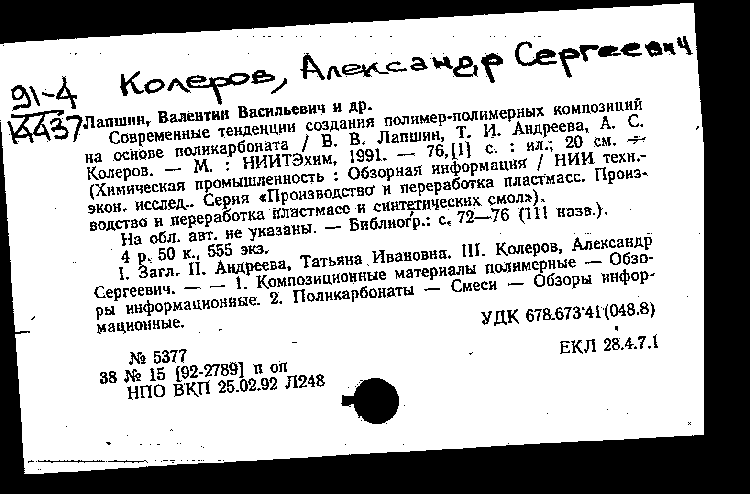 Колеров, Александр Сергеевич
91-4
14437
Лапшин, Валентин Васильевич и др.
Современные тенденции создания полимер-полимерных композиций
на основе поликарбоната / В. В. Лапшин, Т. И. Андреева, А. С.
Колеров. — М. : НИИТЭхим, 1991. — 76,[1] с. : ил.; 20 см. —
(Химическая промышленность : Обзорная информация / НИИ техн.-
экон. исслед.. Серия «Производство и переработка пластмасс. Произ-
водство и переработка пластмасс и синтетических смол»).
На обл. авт. не указаны. — Библиогр.: с. 72—76 (111 назв.).
4 р. 50 к., 555 экз.
I. Загл. II. Андреева, Татьяна Ивановна. III. Колеров, Александр
Сергеевич. — — 1. Композиционные материалы полимерные — Обзо-
ры информационные. 2. Поликарбонаты — Смеси — Обзоры инфор-
мационные.
УДК 678.673'41(048.8)
№ 5377
ЕКЛ 28.4.7.1
38 № 15 [92-2789] п оп
НПО ВКП 25.02.92 Л248